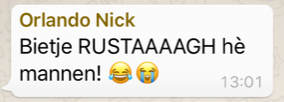 Orlando Nick
Bietje RUSTAAAAGH hè
mannen! 😂😭
13:01